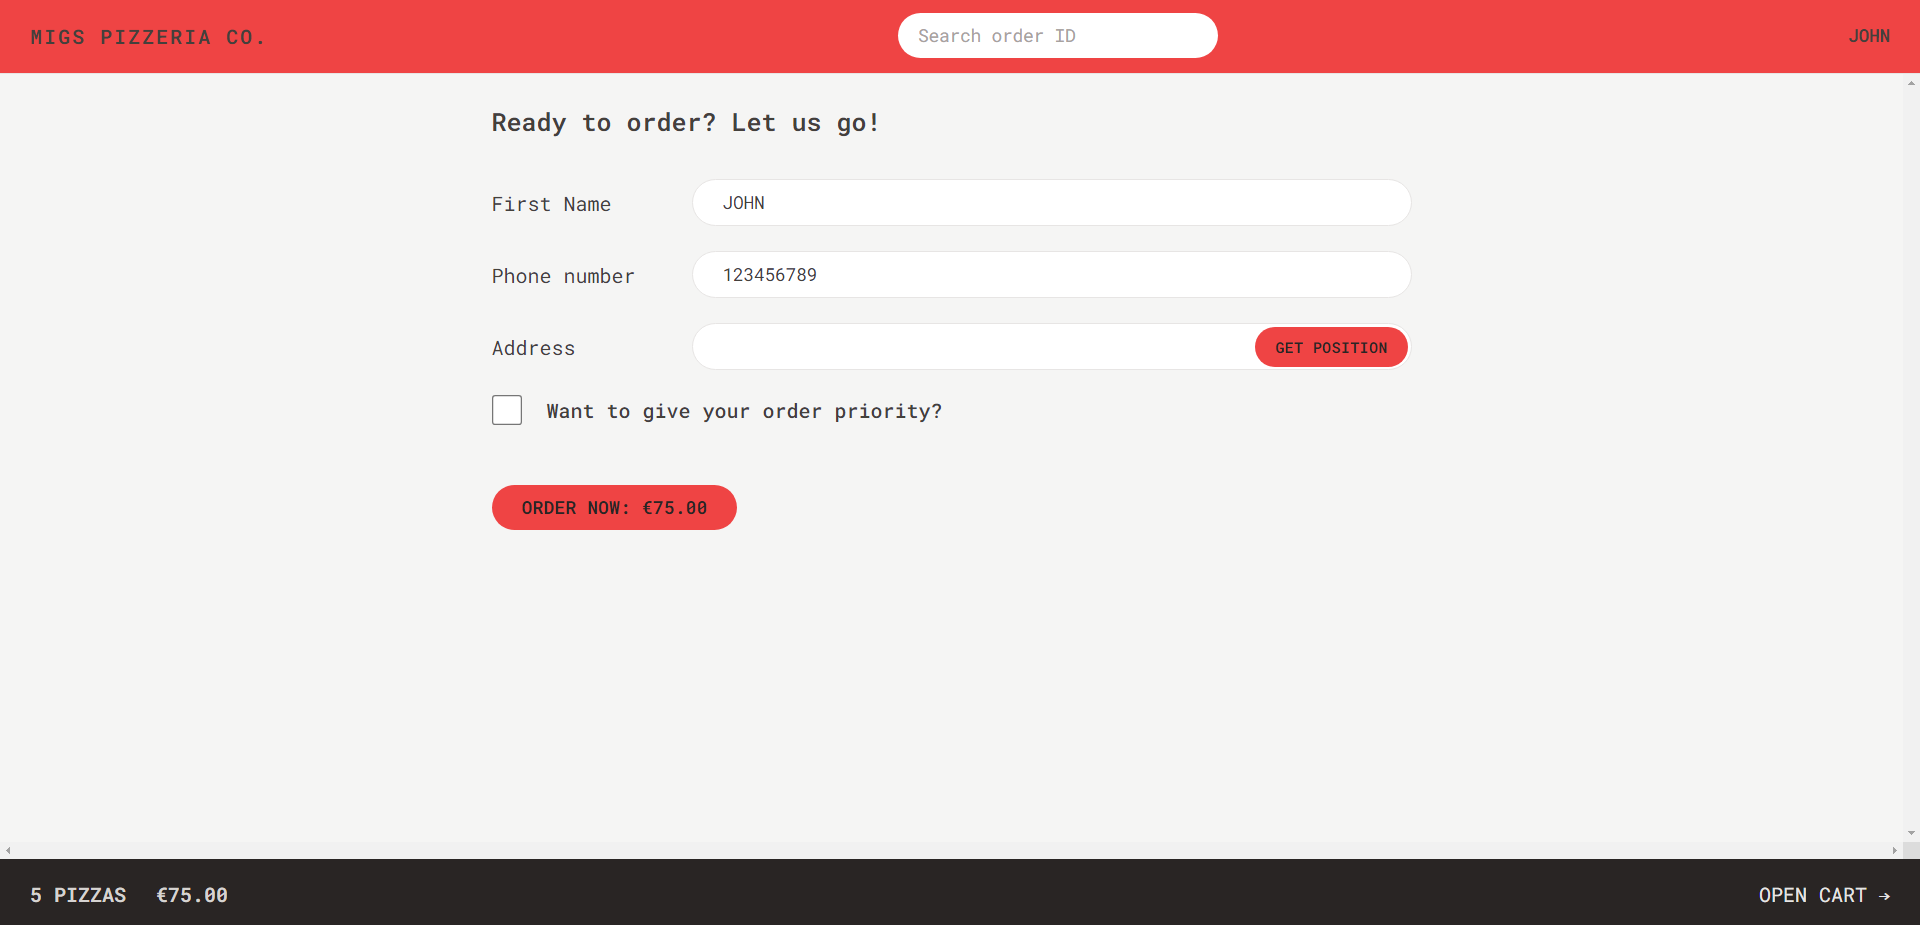 MIGS PIZZERIA CO.
Search order ID
JOHN
Ready to order? Let us go!
First Name
JOHN
Phone number
123456789
Address
GET POSITION
Want to give your order priority?
ORDER NOW: €75.00
5 PIZZAS €75.00
OPEN CART →